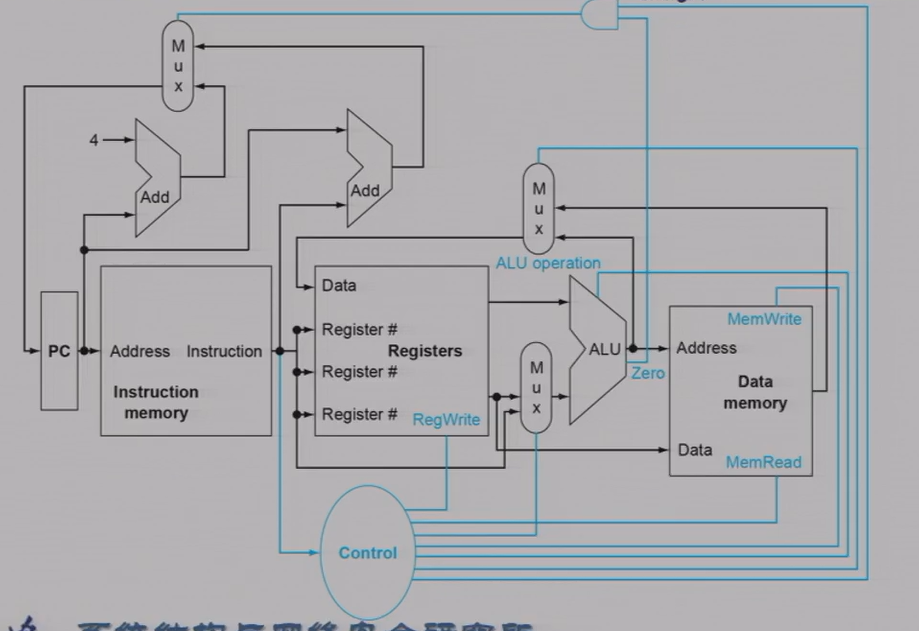 M
u
x
4
Add
Add
M
u
x
ALU operation
Data
Register #
Registers
Register #
Register #
RegWrite
PC
Address
Instruction
Instruction
memory
M
u
x
ALU
Zero
MemWrite
Address
Data
memory
Data
MemRead
Control